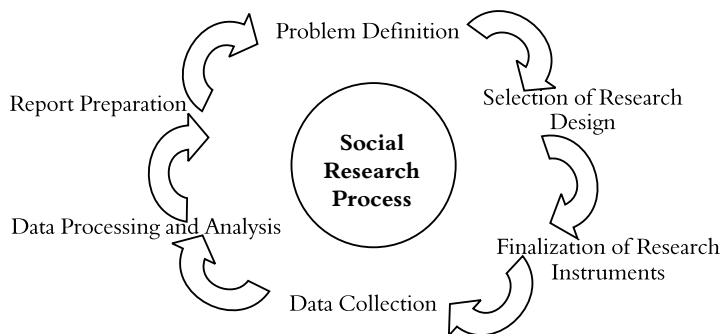 Problem Definition
Selection of Research
Design
Finalization of Research
Instruments
Data Collection
Data Processing and Analysis
Report Preparation
Social
Research
Process